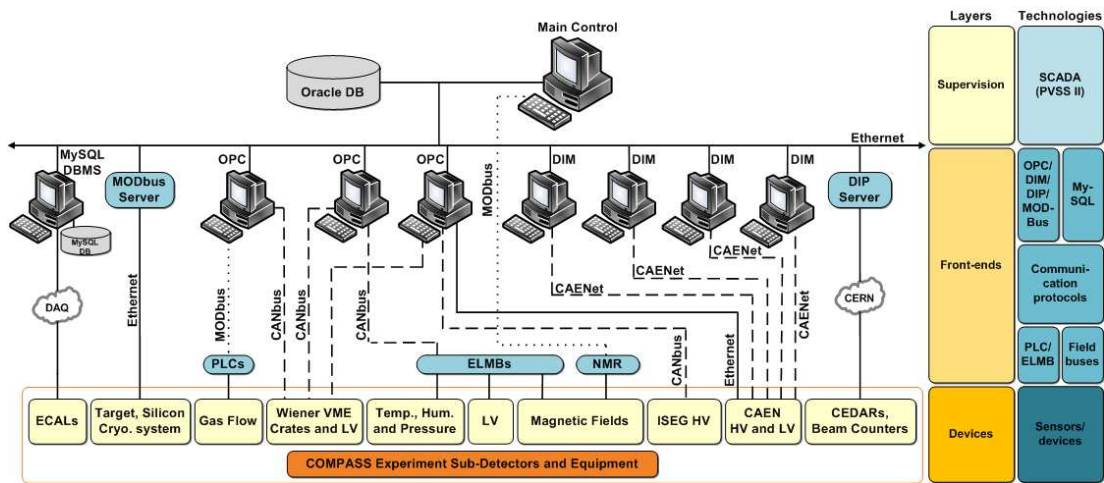 Main Control
Layers
Technologies
Oracle DB
Supervision
SCADA
(PVSS II)
Ethernet
MySQL
DBMS
MODbus
Server
OPC
OPC
OPC
MODbus
DIM
DIM
DIM
DIM
DIP
Server
OPC/
DIM/
DIP/
MOD-
Bus
My-
SQL
MySQL
DB
Front-ends
CAENet
CAENet
CAENet
CAENet
Communi-
cation
protocols
DAQ
Ethernet
MODbus
CANbus
CANbus
CANbus
CANbus
Ethernet
CERN
PLCs
ELMBs
NMR
PLC/
ELMB
Field
buses
ECALs
Target, Silicon
Cryo. system
Gas Flow
Wiener VME
Crates and LV
Temp., Hum.
and Pressure
LV
Magnetic Fields
ISEG HV
CAEN
HV and LV
CEDARs,
Beam Counters
Devices
Sensors/
devices
COMPASS Experiment Sub-Detectors and Equipment